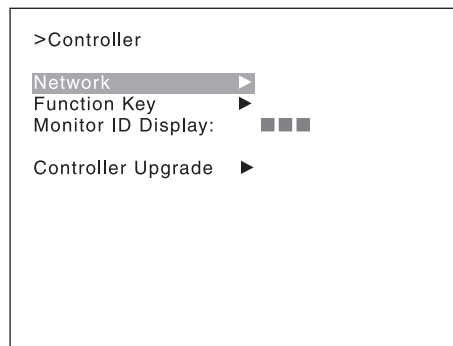 >Controller
Network ▶
Function Key ▶
Monitor ID Display: ■■■
Controller Upgrade ▶